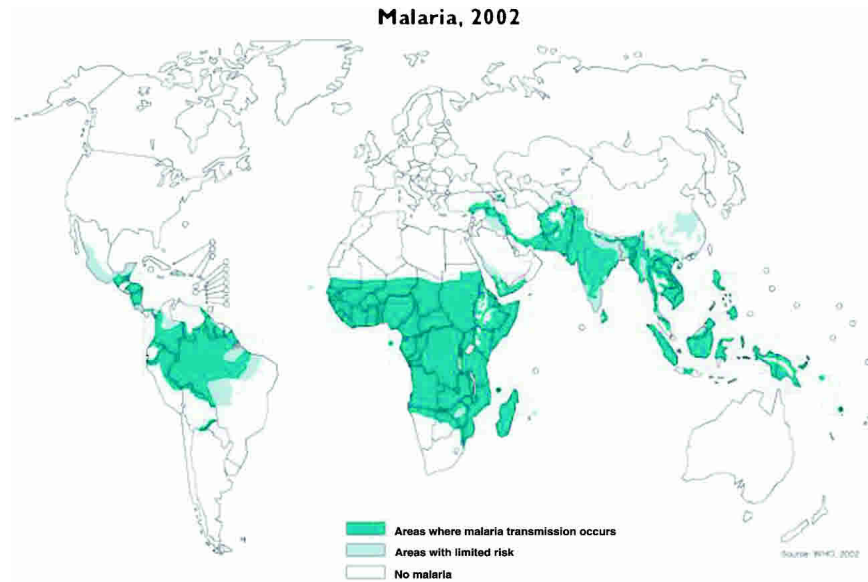 Malaria, 2002
Areas where malaria transmission occurs
Areas with limited risk
No malaria
Source: WHO, 2002